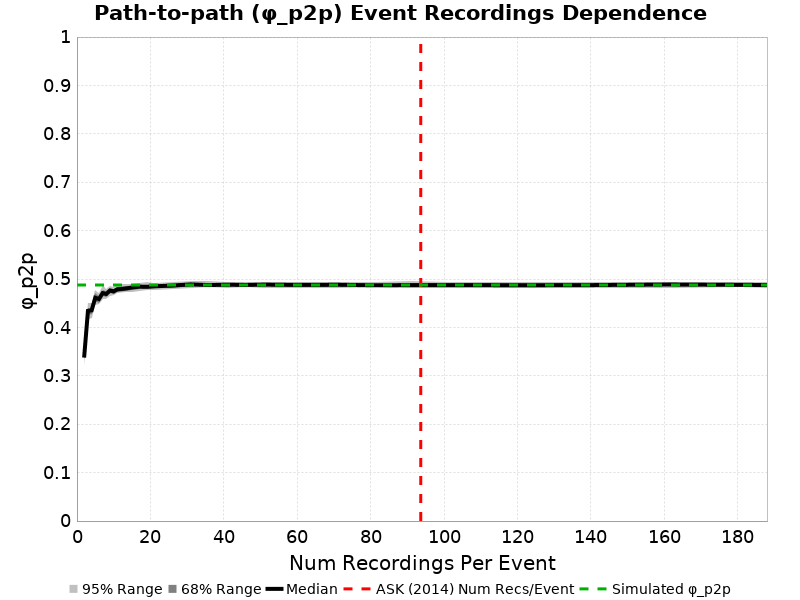 Path-to-path (φ_p2p) Event Recordings Dependence
1
0.9
0.8
0.7
0.6
0.5
0.4
0.3
0.2
0.1
0
φ_p2p
0 20 40 60 80 100 120 140 160 180
Num Recordings Per Event
95% Range 68% Range Median ASK (2014) Num Recs/Event Simulated φ_p2p